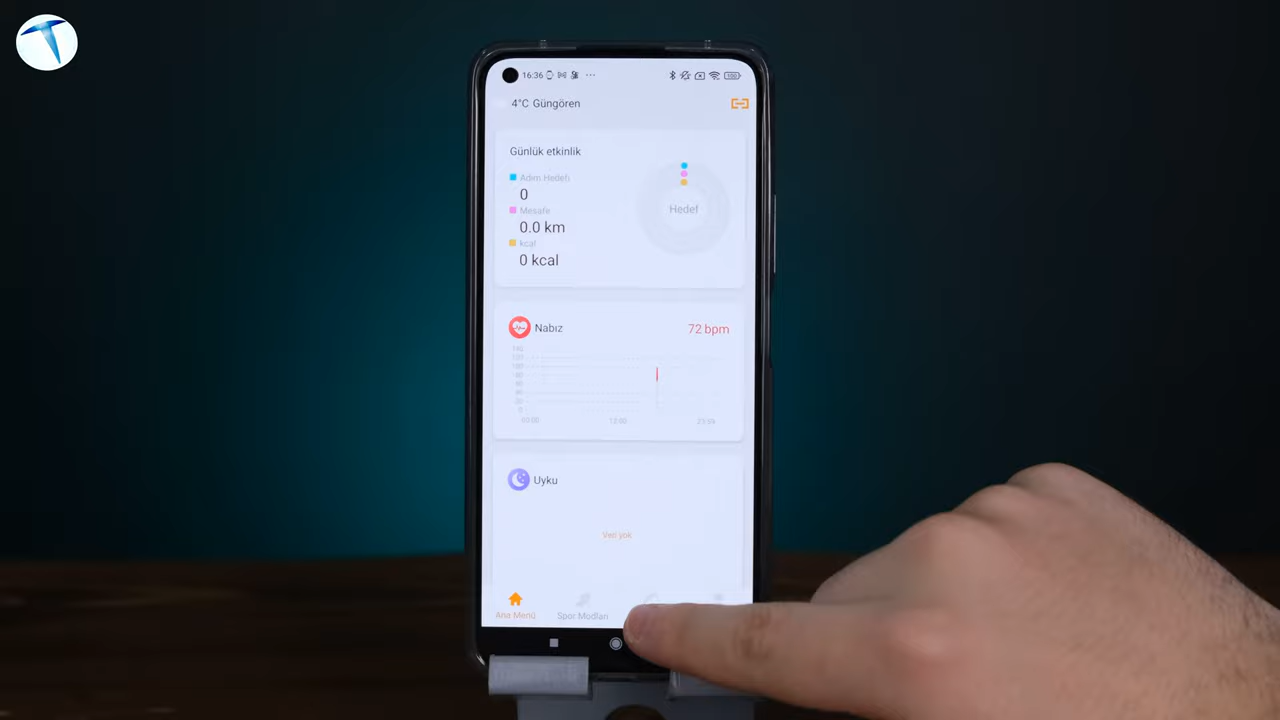 16:36
100
4°C Güngören
Günlük etkinlik
Adım Hedefi
0
Mesafe
0.0 km
kcal
0 kcal
Hedef
Nabız
72 bpm
00:00
12:00
23:59
Uyku
Veri yok
Ana Menü
Spor Modları